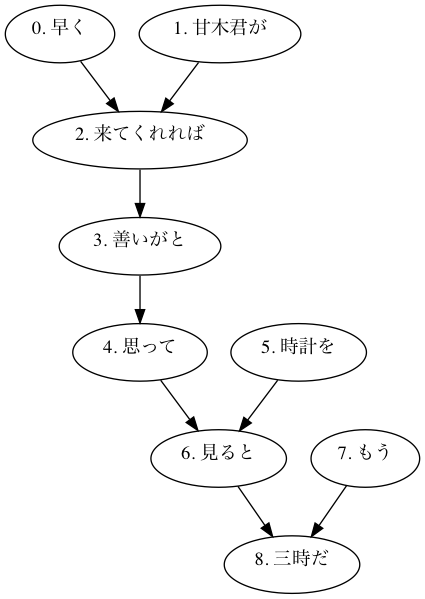 0. 早く
1. 甘木君が
2. 来てくれれば
3. 善いがと
4. 思って
5. 時計を
6. 見ると
7. もう
8. 三時だ